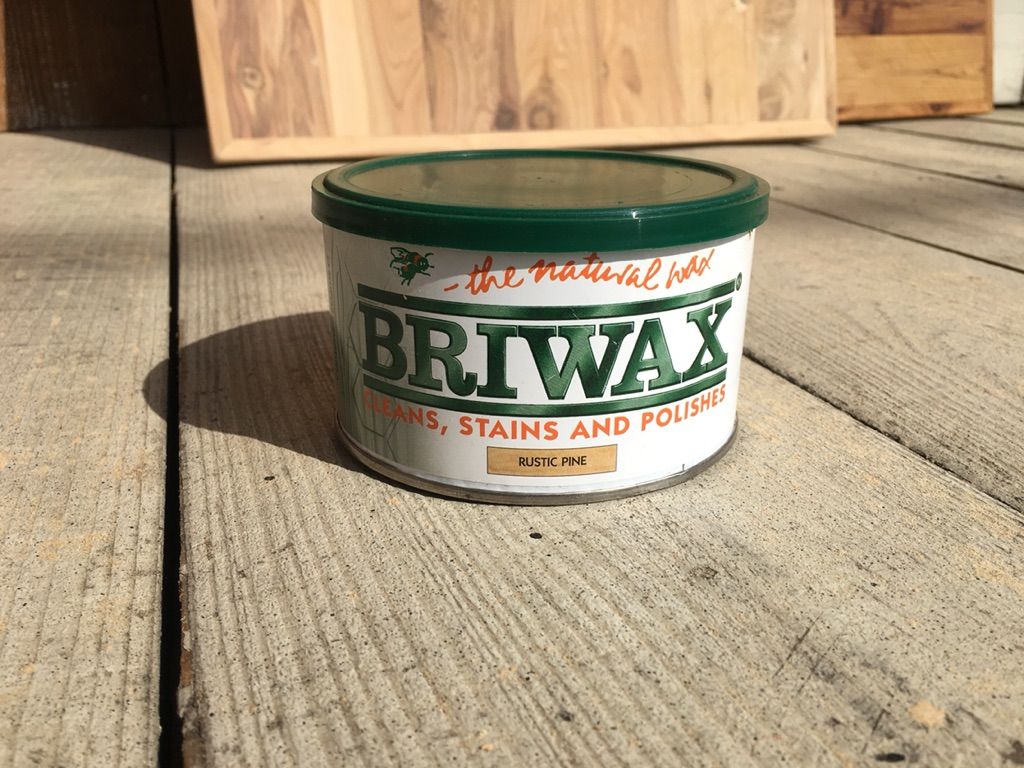 - the natural wax
BRIWAX®
CLEANS, STAINS AND POLISHES
RUSTIC PINE